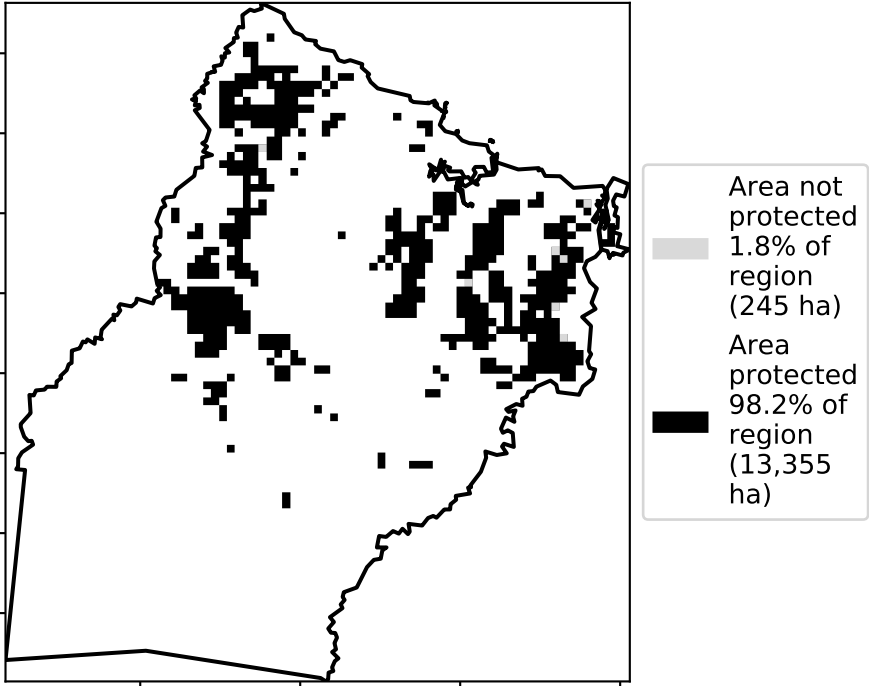 Area not
protected
1.8% of
region
(245 ha)
Area
protected
98.2% of
region
(13,355
ha)